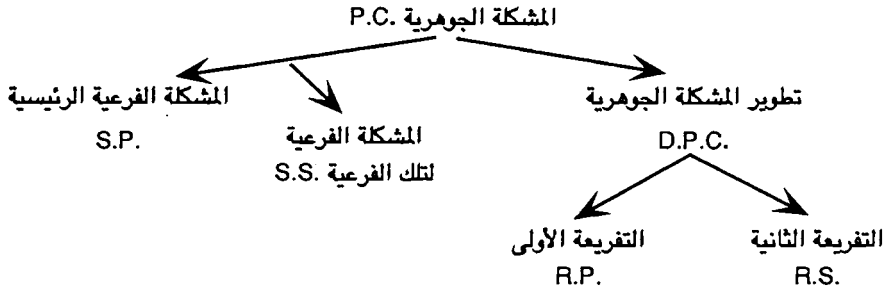 المشكلة الجوهرية .P.C
المشكلة الفرعية الرئيسية
S.P.
المشكلة الفرعية
لتلك الفرعية .S.S
تطوير المشكلة الجوهرية
D.P.C.
التفريعة الأولى
R.P.
التفريعة الثانية
R.S.